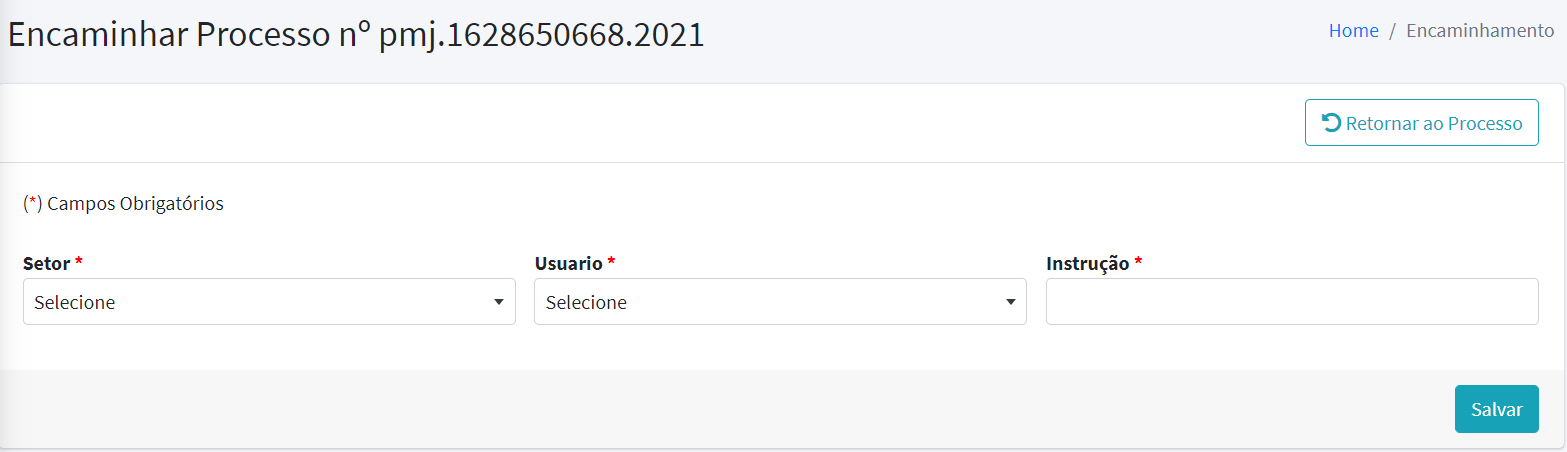 Encaminhar Processo nº pmj.1628650668.2021
Home / Encaminhamento
Retornar ao Processo
(*) Campos Obrigatórios
Setor * Usuario * Instrução *
Selecione Selecione
Salvar